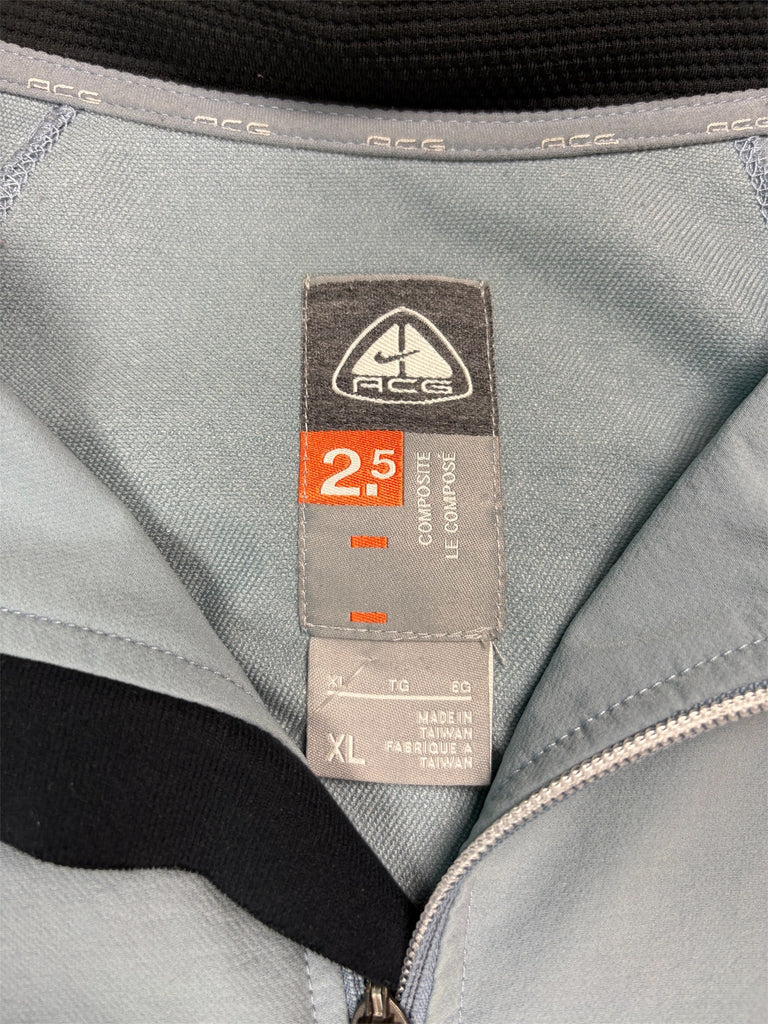 ACG ACG ACG ACG ACG
ACG
2.5
COMPOSITE
LE COMPOSÉ
XL TG EG
XL
MADE IN
TAIWAN
FABRIQUE A
TAIWAN